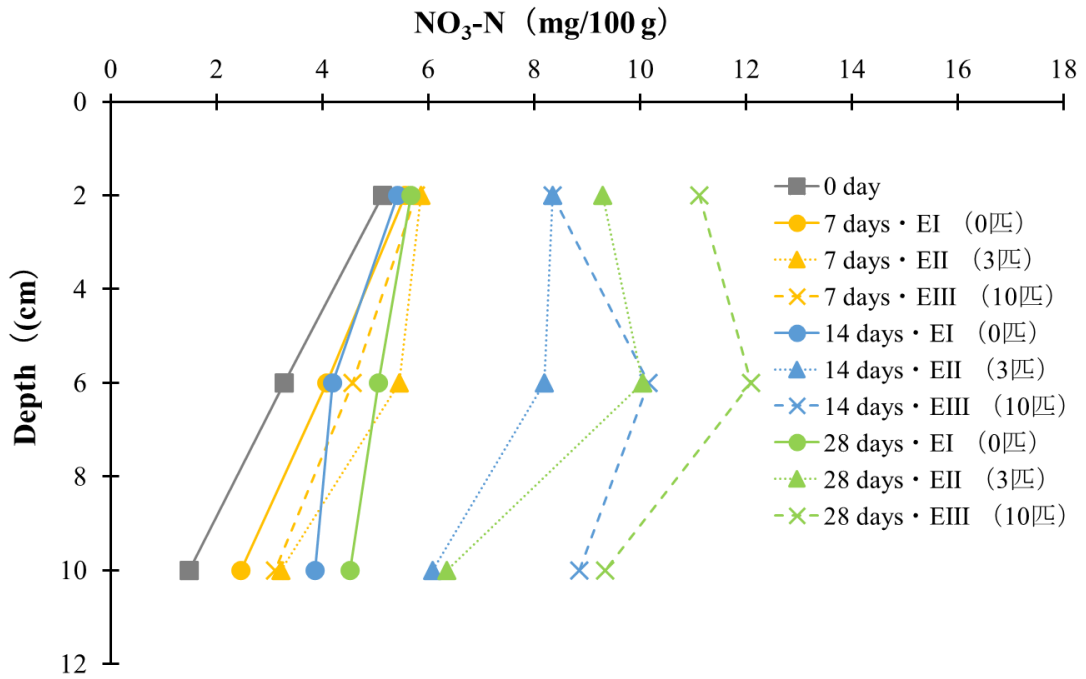 NO₃-N（mg/100 g）
0 2 4 6 8 10 12 14 16 18
0
2
4
6
8
10
12
Depth（(cm)
0 day
7 days・EI （0匹）
7 days・EII （3匹）
7 days・EIII （10匹）
14 days・EI （0匹）
14 days・EII （3匹）
14 days・EIII （10匹）
28 days・EI （0匹）
28 days・EII （3匹）
28 days・EIII （10匹）